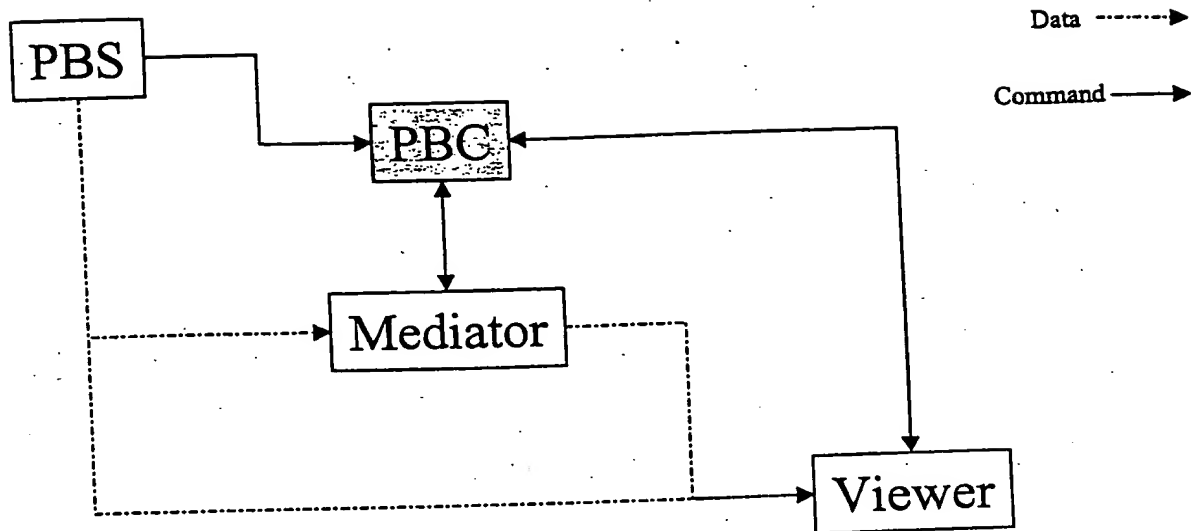 Data
PBS
Command
PBC
Mediator
Viewer